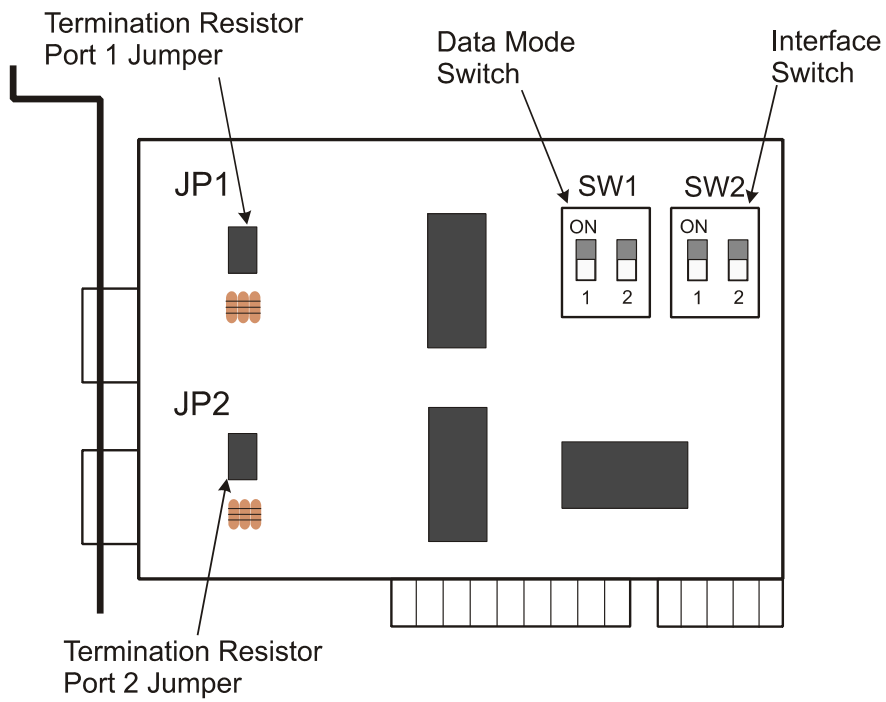 Termination Resistor
Port 1 Jumper
Data Mode
Switch
Interface
Switch
JP1
SW1
SW2
ON
ON
1 2
1 2
JP2
Termination Resistor
Port 2 Jumper